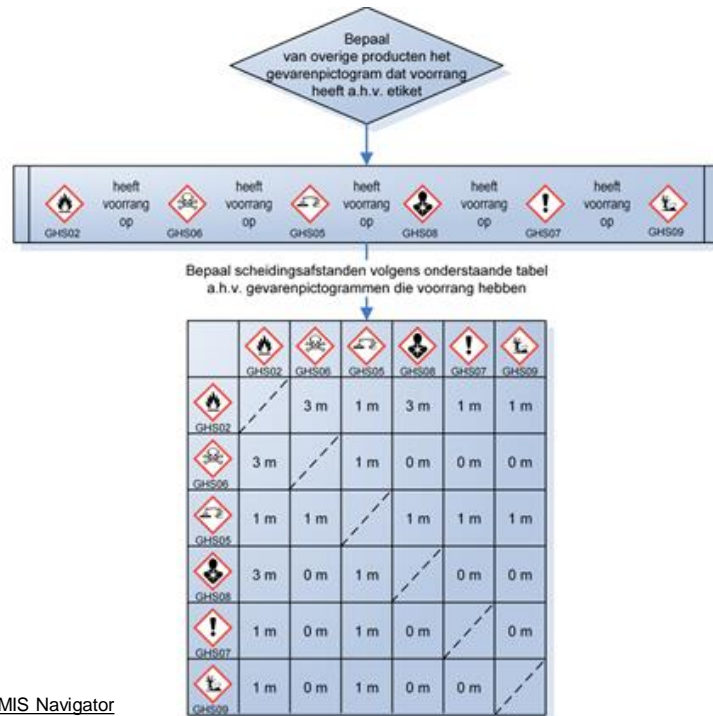 Bepaal
van overige producten het
gevarenpictogram dat voorrang
heeft a.h.v. etiket
heeft heeft heeft heeft heeft
voorrang voorrang voorrang voorrang voorrang
op op op op op
GHS02 GHS06 GHS05 GHS08 GHS07 GHS09
Bepaal scheidingsafstanden volgens onderstaande tabel
a.h.v. gevarenpictogrammen die voorrang hebben
GHS02 GHS06 GHS05 GHS08 GHS07 GHS09
GHS02 3 m 1 m 3 m 1 m 1 m
GHS06 3 m 1 m 0 m 0 m 0 m
GHS05 1 m 1 m 1 m 1 m 1 m
GHS08 3 m 0 m 1 m 0 m 0 m
GHS07 1 m 0 m 1 m 0 m 0 m
GHS09 1 m 0 m 1 m 0 m 0 m
MIS Navigator